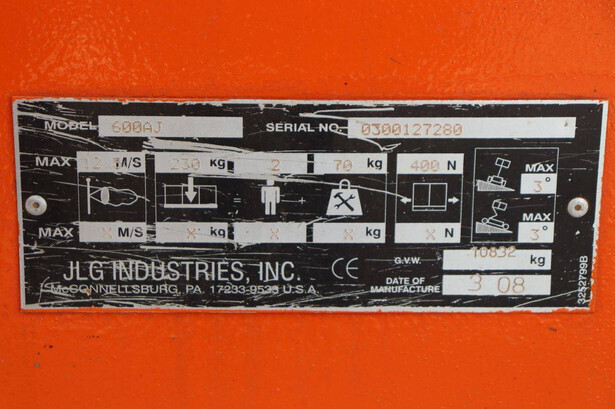 MODEL 600AJ SERIAL NO. 0300127280
MAX 12 M/S 230 kg 2 70 kg 400 N MAX 3°
= +
MAX X M/S X kg X X kg X N MAX 3°
G.V.W. 10832 kg
JLG INDUSTRIES, INC. CE DATE OF MANUFACTURE 3 08
McCONNELLSBURG, PA. 17233-9533 U.S.A.
3252799B